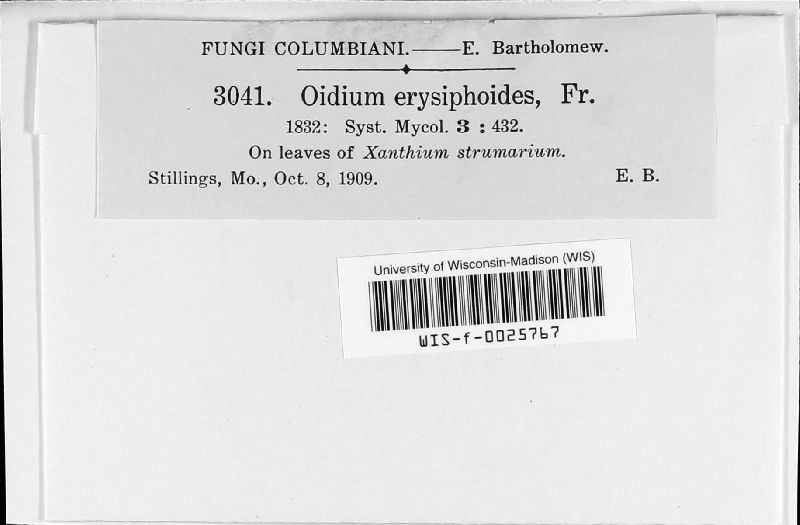 FUNGI COLUMBIANI.——E. Bartholomew.
3041. Oidium erysiphoides, Fr.
1832: Syst. Mycol. 3 : 432.
On leaves of Xanthium strumarium.
Stillings, Mo., Oct. 8, 1909. E. B.
University of Wisconsin-Madison (WIS)
WIS-f-0025767